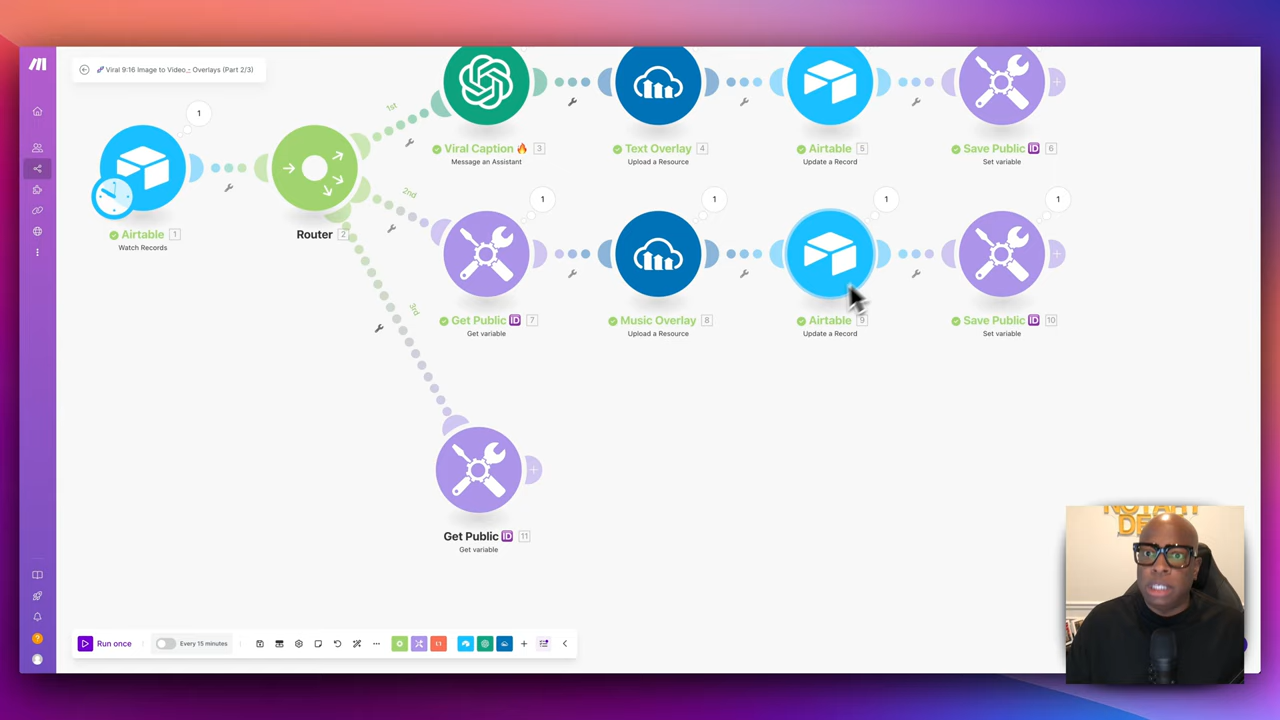 Viral 9:16 Image to Video - Overlays (Part 2/3)
1
1st
Viral Caption 🔥 3
Message an Assistant
Text Overlay 4
Upload a Resource
Airtable 5
Update a Record
Save Public ID 6
Set variable
Airtable 1
Watch Records
Router 2
2nd
1
1
1
1
Get Public ID 7
Get variable
Music Overlay 8
Upload a Resource
Airtable 9
Update a Record
Save Public ID 10
Set variable
3rd
Get Public ID 11
Get variable
Run once
Every 15 minutes